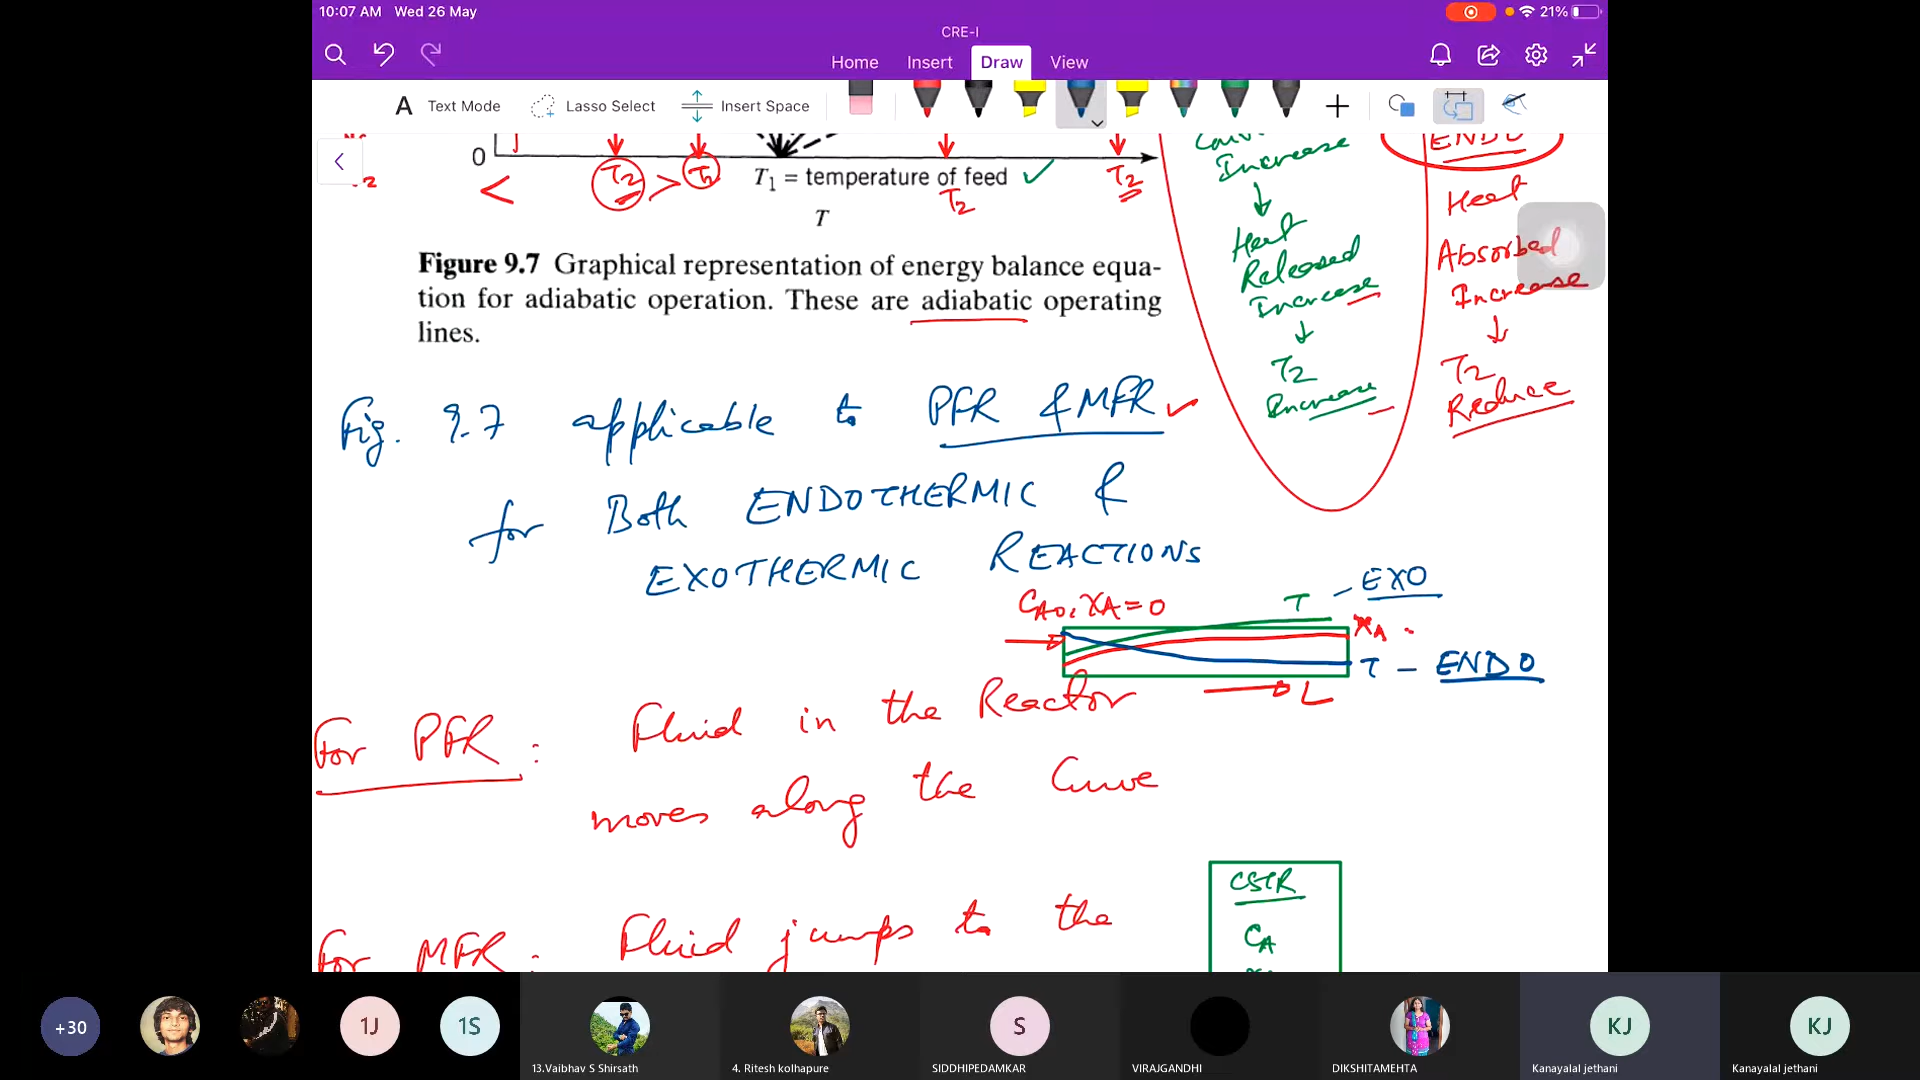 10:07 AM Wed 26 May
21%
CRE-I
Home Insert Draw View
Text Mode Lasso Select Insert Space
0
T2 > T1
<
T1 = temperature of feed
T2
T2
T
Increase
Heat
Released
Increase
T2
Increase
ENDO
Heat
Absorbed
Increase
T2
Reduce
Figure 9.7 Graphical representation of energy balance equa-
tion for adiabatic operation. These are adiabatic operating
lines.
Fig. 9.7 applicable to PFR & MFR
for Both ENDOTHERMIC &
EXOTHERMIC REACTIONS
CA0, XA = 0
T - EXO
XA
T - ENDO
L
For PFR : Fluid in the Reactor
moves along the Curve
CSTR
CA
For MFR : Fluid jumps to the
+30
1J
1S
S
KJ
KJ
13.Vaibhav S Shirsath
4. Ritesh kolhapure
SIDDHIPEDAMKAR
VIRAJGANDHI
DIKSHITAMEHTA
Kanayalal jethani
Kanayalal jethani